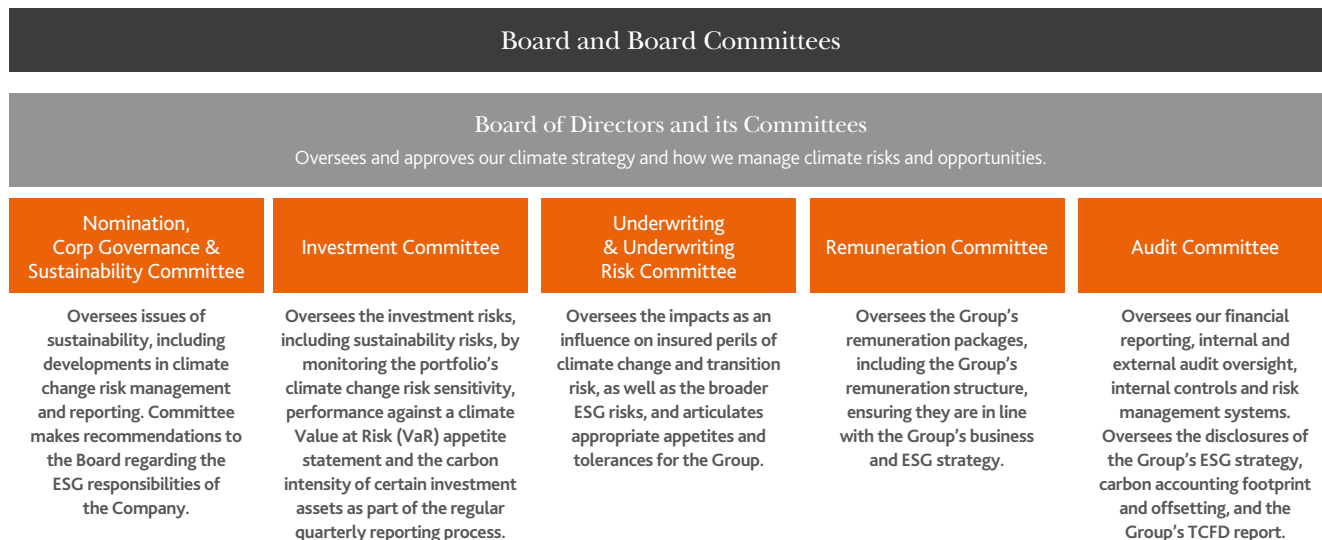 Board and Board Committees
Board of Directors and its Committees
Oversees and approves our climate strategy and how we manage climate risks and opportunities.
Nomination,
Corp Governance &
Sustainability Committee
Oversees issues of
sustainability, including
developments in climate
change risk management
and reporting. Committee
makes recommendations to
the Board regarding the
ESG responsibilities of
the Company.
Investment Committee
Oversees the investment risks,
including sustainability risks, by
monitoring the portfolio's
climate change risk sensitivity,
performance against a climate
Value at Risk (VaR) appetite
statement and the carbon
intensity of certain investment
assets as part of the regular
quarterly reporting process.
Underwriting
& Underwriting
Risk Committee
Oversees the impacts as an
influence on insured perils of
climate change and transition
risk, as well as the broader
ESG risks, and articulates
appropriate appetites and
tolerances for the Group.
Remuneration Committee
Oversees the Group's
remuneration packages,
including the Group's
remuneration structure,
ensuring they are in line
with the Group's business
and ESG strategy.
Audit Committee
Oversees our financial
reporting, internal and
external audit oversight,
internal controls and risk
management systems.
Oversees the disclosures of
the Group's ESG strategy,
carbon accounting footprint
and offsetting, and the
Group's TCFD report.